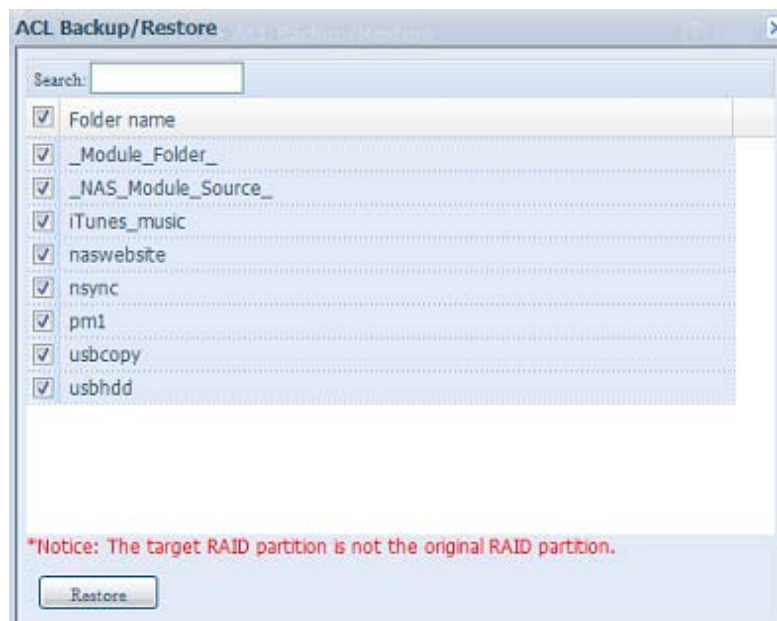 ACL Backup/Restore
Search:
Folder name
_Module_Folder_
_NAS_Module_Source_
iTunes_music
naswebsite
nsync
pm1
usbcopy
usbhdd
*Notice: The target RAID partition is not the original RAID partition.
Restore